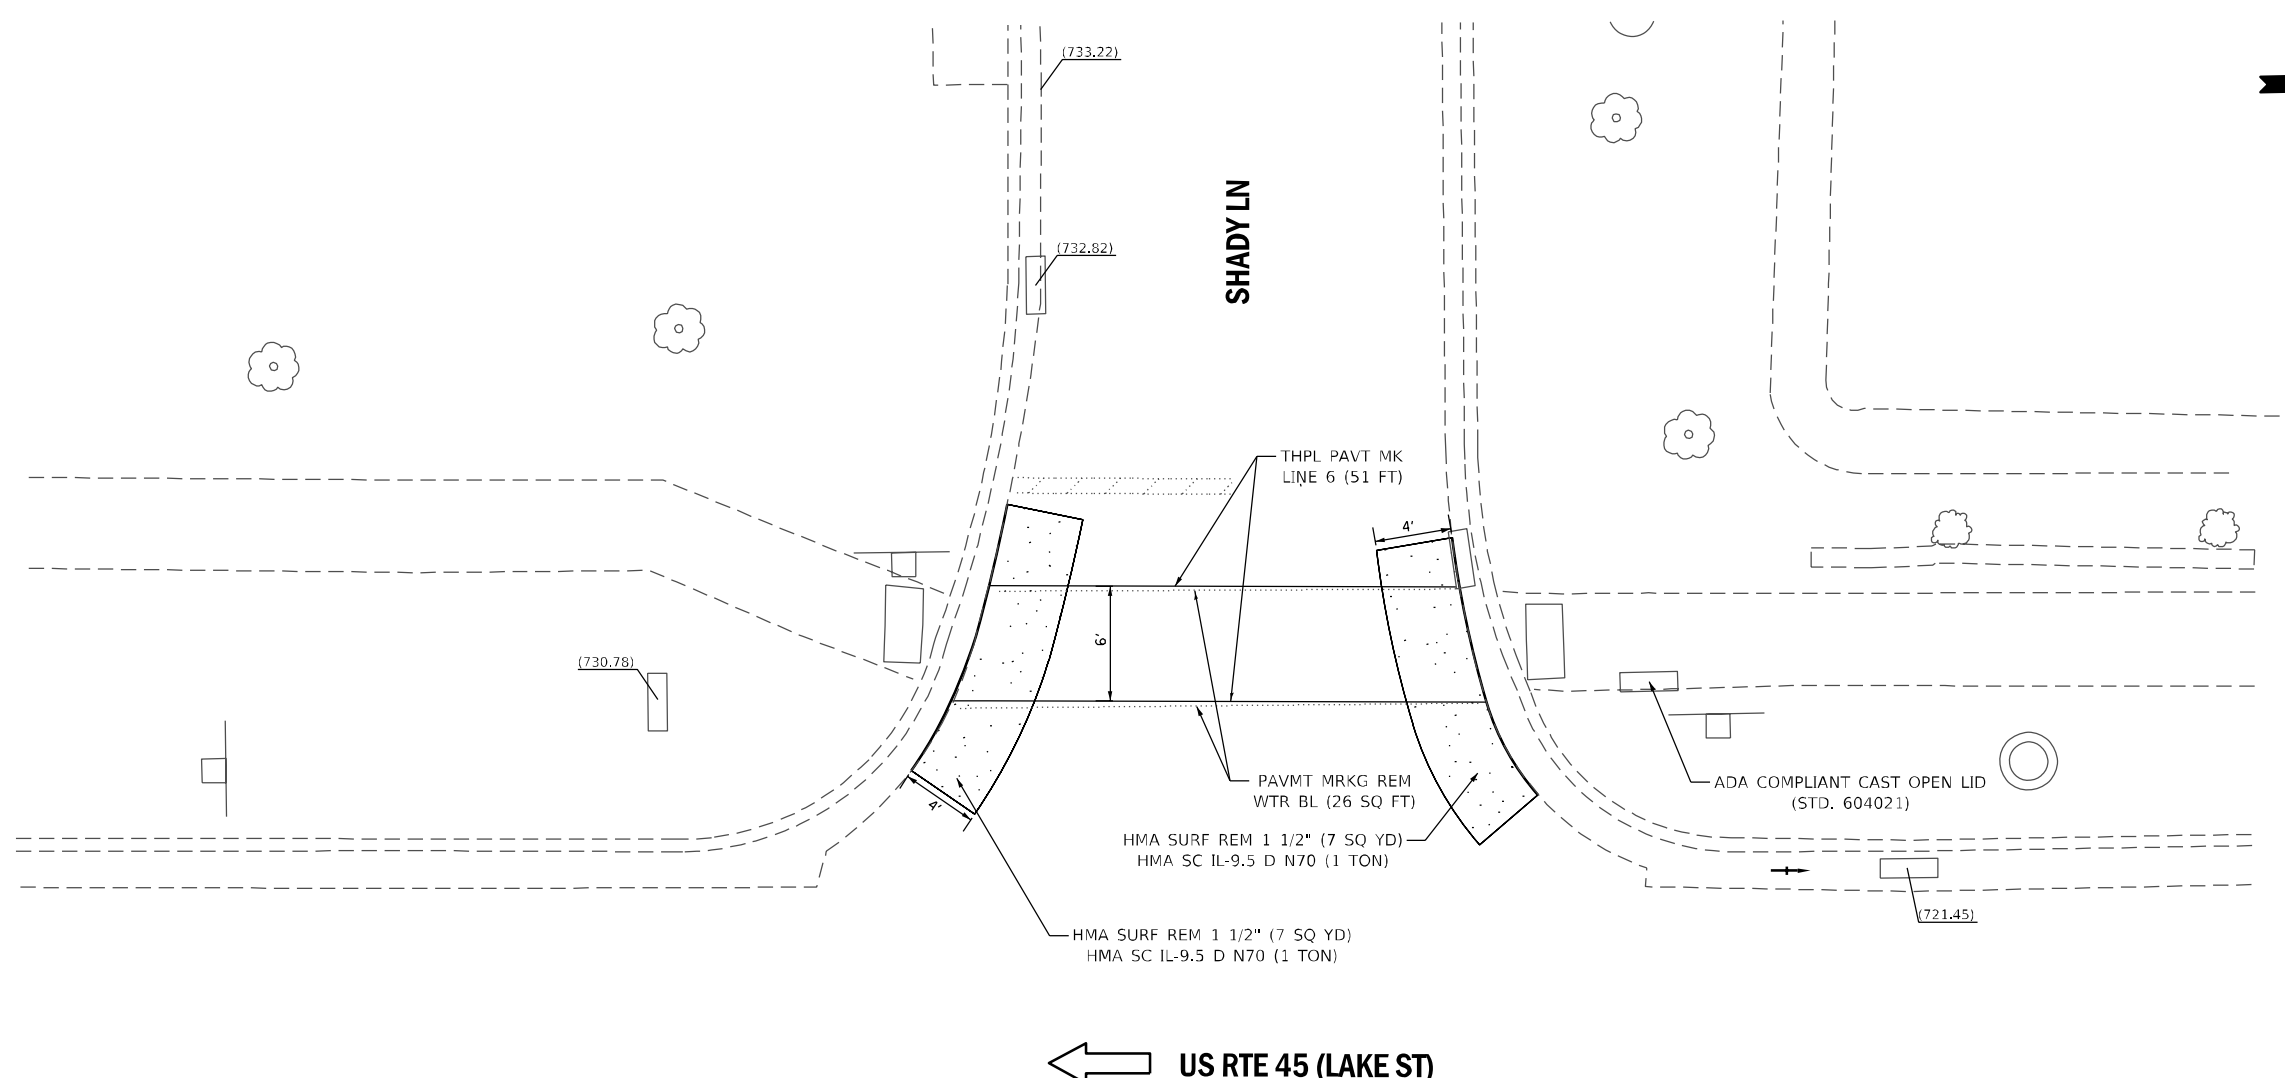 (733.22)
SHADY LN
(732.82)
THPL PAVT MK
LINE 6 (51 FT)
4'
6'
(730.78)
4'
PAVMT MRKG REM
WTR BL (26 SQ FT)
ADA COMPLIANT CAST OPEN LID
(STD. 604021)
HMA SURF REM 1 1/2" (7 SQ YD)
HMA SC IL-9.5 D N70 (1 TON)
(721.45)
HMA SURF REM 1 1/2" (7 SQ YD)
HMA SC IL-9.5 D N70 (1 TON)
US RTE 45 (LAKE ST)